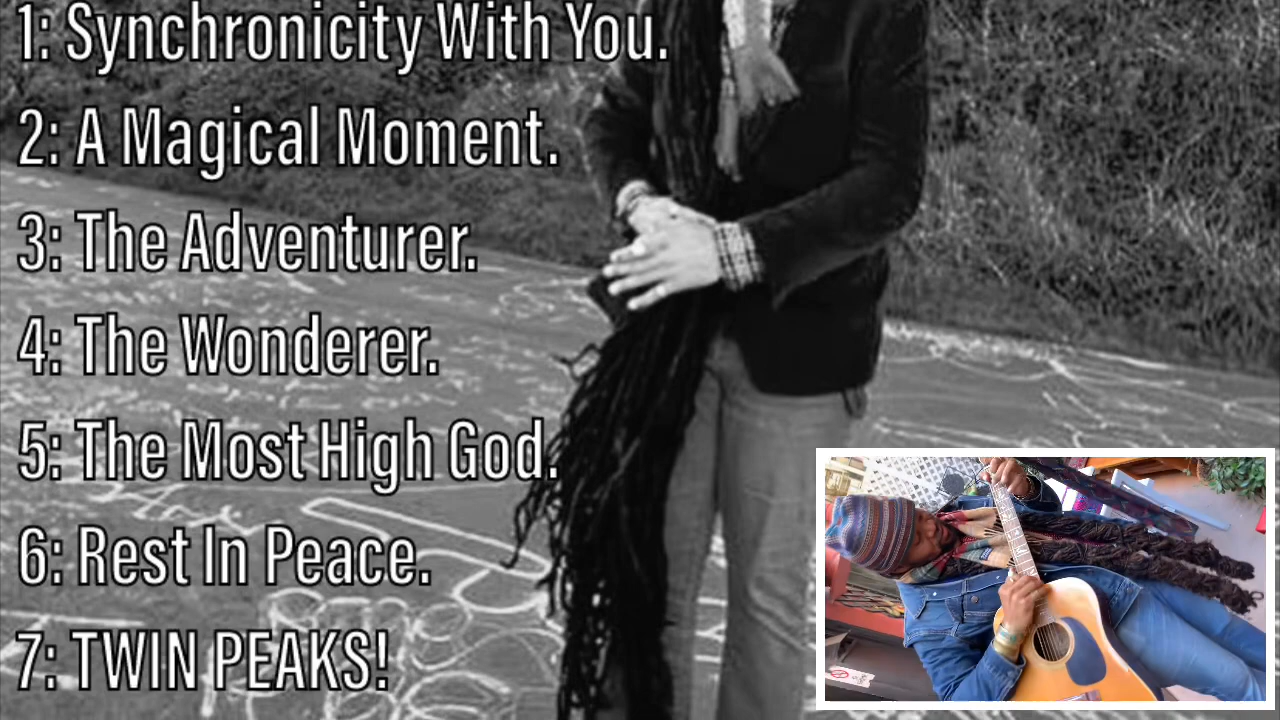 1: Synchronicity With You.
2: A Magical Moment.
3: The Adventurer.
4: The Wonderer.
5: The Most High God.
6: Rest In Peace.
7: TWIN PEAKS!